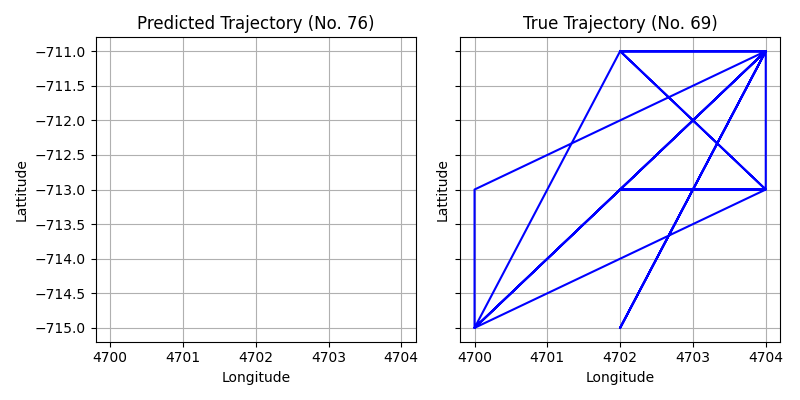 Predicted Trajectory (No. 76)
Lattitude
−711.0
−711.5
−712.0
−712.5
−713.0
−713.5
−714.0
−714.5
−715.0
4700 4701 4702 4703 4704
Longitude
True Trajectory (No. 69)
Lattitude
4700 4701 4702 4703 4704
Longitude